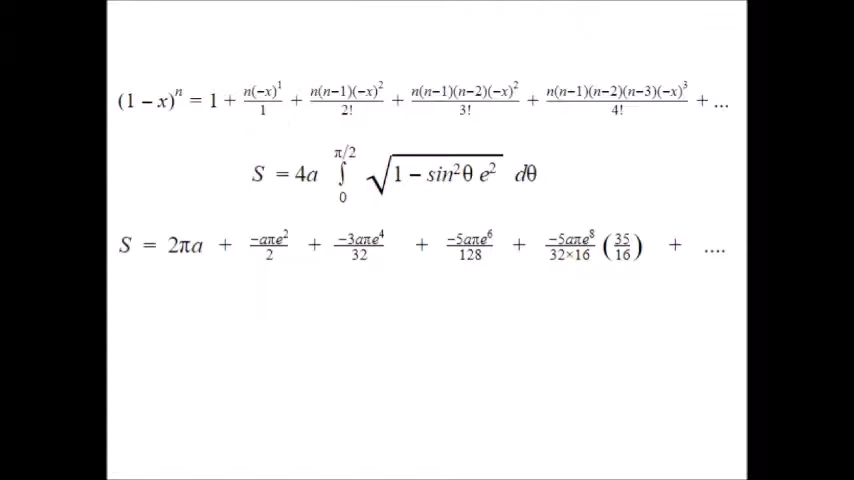 (1 – x)ⁿ = 1 + n(–x)¹/1 + n(n–1)(–x)²/2! + n(n–1)(n–2)(–x)²/3! + n(n–1)(n–2)(n–3)(–x)³/4! + ...
S = 4a ∫₀^π/2 √(1 – sin²θ e²) dθ
S = 2πa + –aπe²/2 + –3aπe⁴/32 + –5aπe⁶/128 + –5aπe⁸/32×16 (35/16) + ....